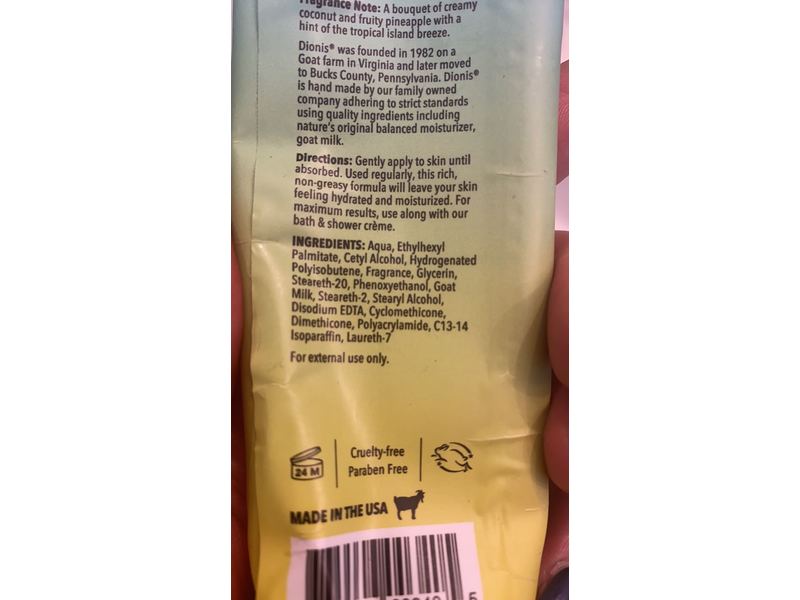 Fragrance Note: A bouquet of creamy
coconut and fruity pineapple with a
hint of the tropical island breeze.
Dionis® was founded in 1982 on a
Goat farm in Virginia and later moved
to Bucks County, Pennsylvania. Dionis®
is hand made by our family owned
company adhering to strict standards
using quality ingredients including
nature's original balanced moisturizer,
goat milk.
Directions: Gently apply to skin until
absorbed. Used regularly, this rich,
non-greasy formula will leave your skin
feeling hydrated and moisturized. For
maximum results, use along with our
bath & shower crème.
INGREDIENTS: Aqua, Ethylhexyl
Palmitate, Cetyl Alcohol, Hydrogenated
Polyisobutene, Fragrance, Glycerin,
Steareth-20, Phenoxyethanol, Goat
Milk, Steareth-2, Stearyl Alcohol,
Disodium EDTA, Cyclomethicone,
Dimethicone, Polyacrylamide, C13-14
Isoparaffin, Laureth-7
For external use only.
24 M
Cruelty-free
Paraben Free
MADE IN THE USA